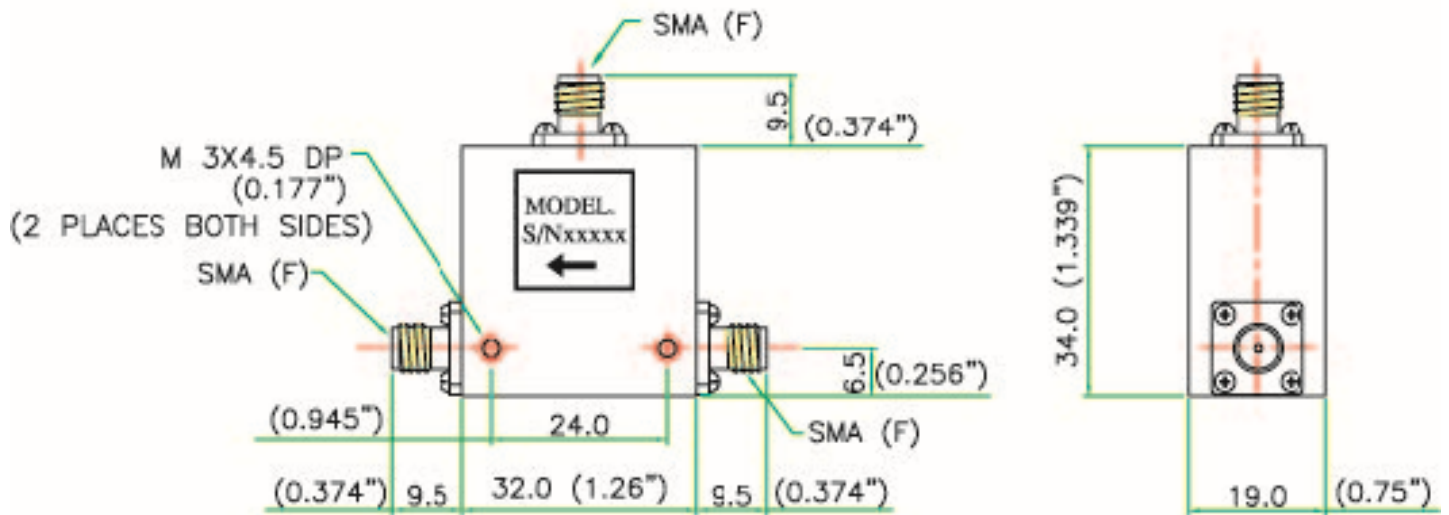 SMA (F)
9.5
(0.374")
M 3X4.5 DP
(0.177")
(2 PLACES BOTH SIDES)
MODEL.
S/Nxxxxx
SMA (F)
34.0 (1.339")
6.5
(0.256")
(0.945")
24.0
SMA (F)
(0.374")
9.5
32.0 (1.26")
9.5
(0.374")
19.0
(0.75")